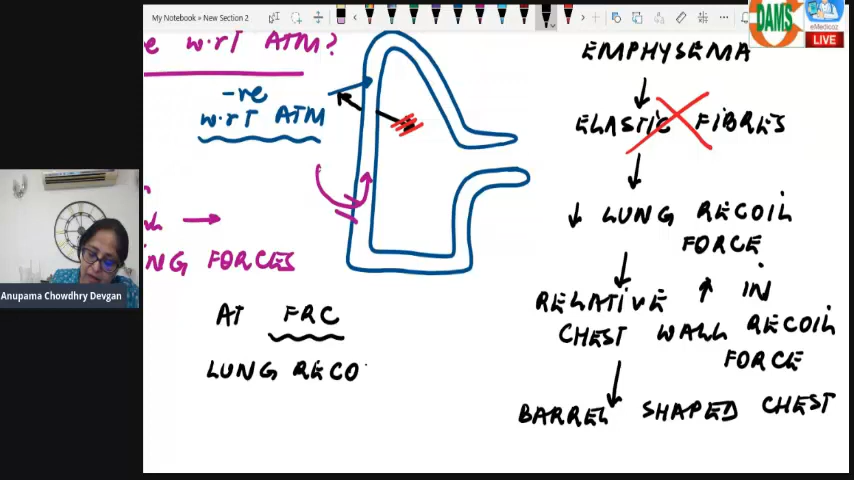 My Notebook > New Section 2
w.r.t ATM?
-ve
w.r.t ATM
NG FORCES
AT FRC
LUNG RECO
EMPHYSEMA
ELASTIC FIBRES
↓ LUNG RECOIL
FORCE
RELATIVE ↑ IN
CHEST WALL RECOIL
FORCE
BARREL SHAPED CHEST
DAMS
eMedicoz
LIVE
Anupama Chowdhry Devgan